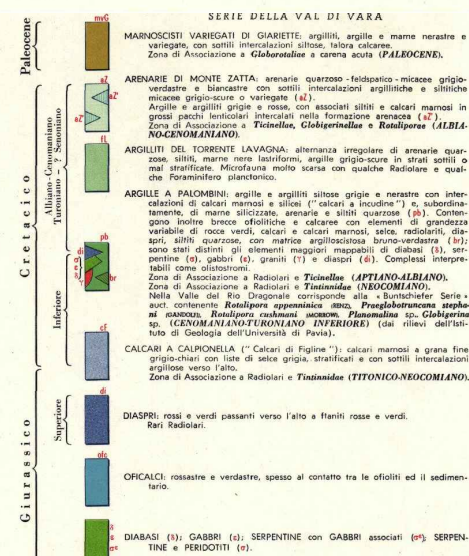 SERIE DELLA VAL DI VARA
Paleocene
mvG
MARNOSCISTI VARIEGATI DI GIARIETTE: argilliti, argille e marne nerastre e
variegate, con sottili intercalazioni siltose, talora calcaree.
Zona di Associazione a Globorotaliae a carena acuta (PALEOCENE).
Cretacico
Albiano-Cenomaniano
Turoniano - ? Senoniano
aZ
aZ'
aZ'
ARENARIE DI MONTE ZATTA: arenarie quarzoso-feldspatico-micacee grigio-
verdastre e biancastre con sottili intercalazioni argillitiche e siltitiche
micacee grigio-scure o variegate (aZ).
Argille e argilliti grigie e rosse, con associati siltiti e calcari marnosi in
grossi pacchi lenticolari intercalati nella formazione arenacea (aZ').
Zona di Associazione a Ticinellae, Globigerinellae e Rotaliporae (ALBIA-
NO-CENOMANIANO).
fL
ARGILLITI DEL TORRENTE LAVAGNA: alternanza irregolare di arenarie quar-
zose, siltiti, marne nere lastriformi, argille grigio-scure in strati sottili o
mal stratificate. Microfauna molto scarsa con qualche Radiolare e qual-
che Foraminifero planctonico.
Inferiore
pb
di
σ
ε
δ
γ
br
ARGILLE A PALOMBINI: argille e argilliti siltose grigie e nerastre con inter-
calazioni di calcari marnosi e silicei ("calcari a incudine") e, subordina-
tamente, di marne silicizzate, arenarie e siltiti quarzose (pb). Conten-
gono inoltre brecce ofiolitiche e calcaree con elementi di grandezza
variabile di rocce verdi, calcari e calcari marnosi, selce, radiolariti, dia-
spri, siltiti quarzose, con matrice argilloscistosa bruno-verdastra (br);
sono stati distinti gli elementi maggiori mappabili di diabasi (δ), ser-
pentine (σ), gabbri (ε), graniti (γ) e diaspri (di). Complessi interpre-
tabili come olistostromi.
Zona di Associazione a Radiolari e Ticinellae (APTIANO-ALBIANO).
Zona di Associazione a Radiolari e Tintinnidae (NEOCOMIANO).
Nella Valle del Rio Dragonale corrisponde alla «Buntschiefer Serie»
auct. contenente Rotalipora appenninica (RENZ), Praeglobotruncana stepha-
ni (GANDOLFI), Rotalipora cushmani (MORROW), Planomalina sp., Globigerina
sp. (CENOMANIANO-TURONIANO INFERIORE) (dai rilievi dell'Isti-
tuto di Geologia dell'Università di Pavia).
cf
CALCARI A CALPIONELLA ("Calcari di Figline"): calcari marnosi a grana fine
grigio-chiari con liste di selce grigia, stratificati e con sottili intercalazioni
argillose verso l'alto.
Zona di Associazione a Radiolari e Tintinnidae (TITONICO-NEOCOMIANO).
Giurassico
Superiore
di
DIASPRI: rossi e verdi passanti verso l'alto a ftaniti rosse e verdi.
Rari Radiolari.
ofc
OFICALCI: rossastre e verdastre, spesso al contatto tra le ofioliti ed il sedimen-
tario.
δ
ε
σε
DIABASI (δ); GABBRI (ε); SERPENTINE con GABBRI associati (σε); SERPEN-
TINE e PERIDOTITI (σ).